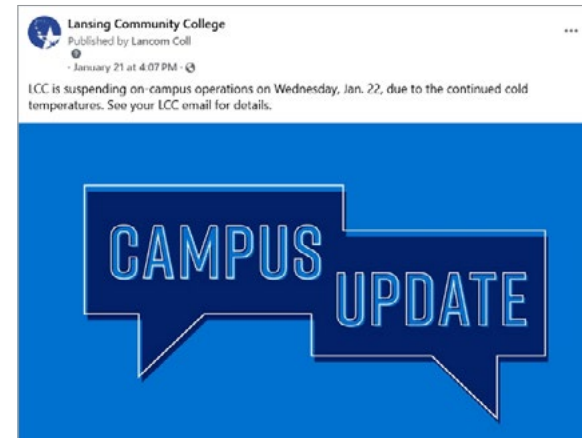 Lansing Community College
Published by Lancom Coll
· January 21 at 4:07 PM ·
LCC is suspending on-campus operations on Wednesday, Jan. 22, due to the continued cold
temperatures. See your LCC email for details.
CAMPUS
UPDATE